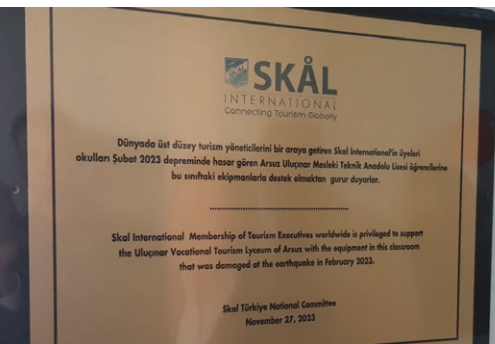 SKÅL
INTERNATIONAL
Connecting Tourism Globally
Dünyada üst düzey turizm yöneticilerini bir araya getiren Skal International'in üyeleri
okulları Şubat 2023 depreminde hasar gören Arsuz Uluçınar Mesleki Teknik Anadolu Lisesi öğrencilerine
bu sınıftaki ekipmanlarla destek olmaktan gurur duyarlar.
Skal International Membership of Tourism Executives worldwide is privileged to support
the Uluçınar Vocational Tourism Lyceum of Arsuz with the equipment in this classroom
that was damaged at the earthquake in February 2023.
Skal Türkiye National Committee
November 27, 2023